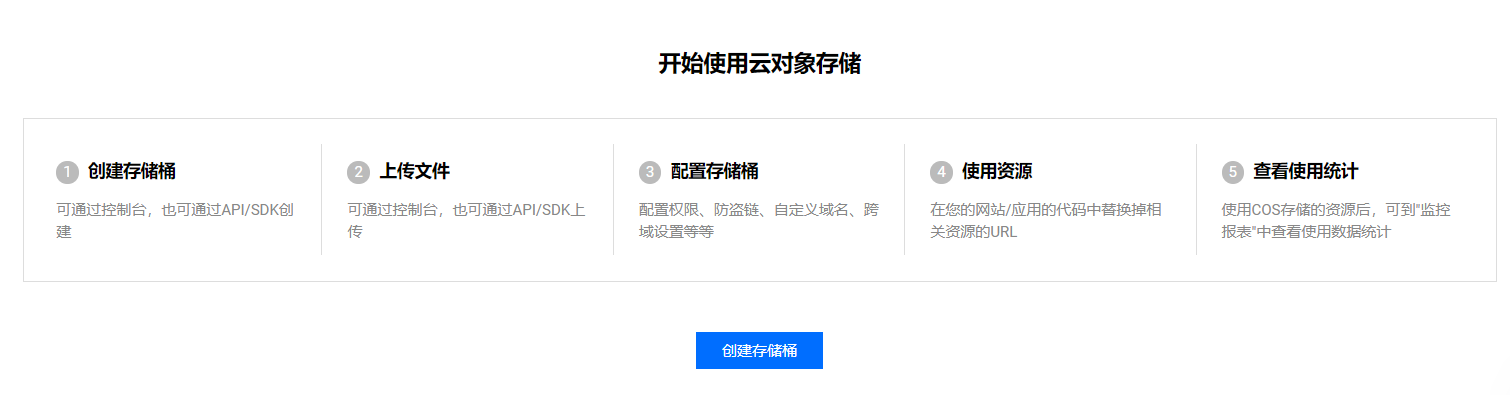 开始使用云对象存储
1 创建存储桶
可通过控制台，也可通过API/SDK创
建
2 上传文件
可通过控制台，也可通过API/SDK上
传
3 配置存储桶
配置权限、防盗链、自定义域名、跨
域设置等等
4 使用资源
在您的网站/应用的代码中替换掉相
关资源的URL
5 查看使用统计
使用COS存储的资源后，可到"监控
报表"中查看使用数据统计
创建存储桶